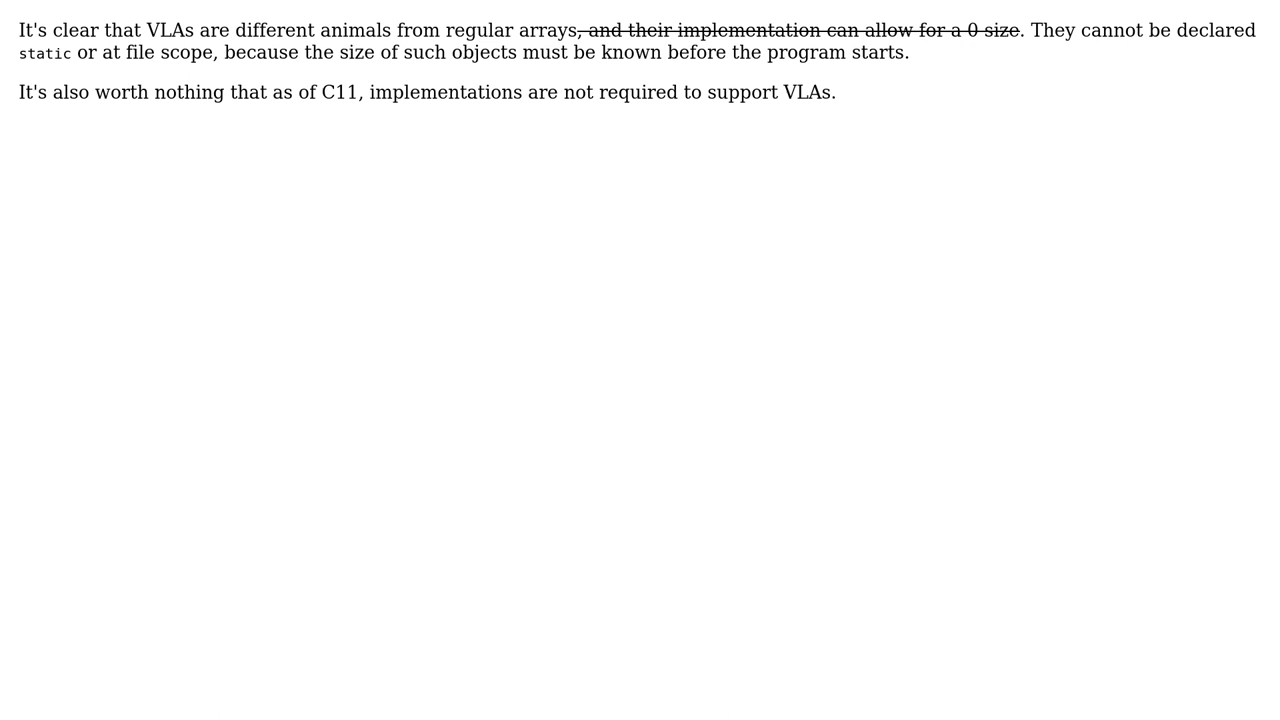 It's clear that VLAs are different animals from regular arrays, and their implementation can allow for a 0 size. They cannot be declared
static or at file scope, because the size of such objects must be known before the program starts.
It's also worth nothing that as of C11, implementations are not required to support VLAs.